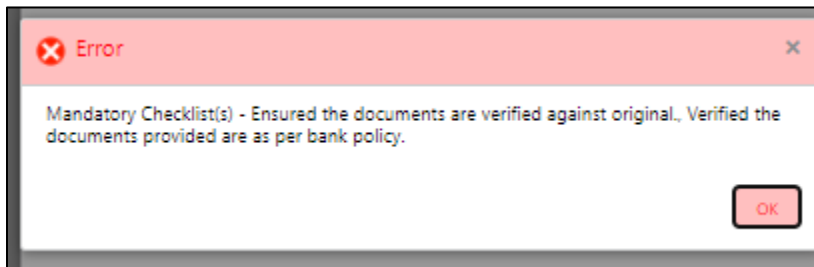 Error
Mandatory Checklist(s) - Ensured the documents are verified against original., Verified the
documents provided are as per bank policy.
OK